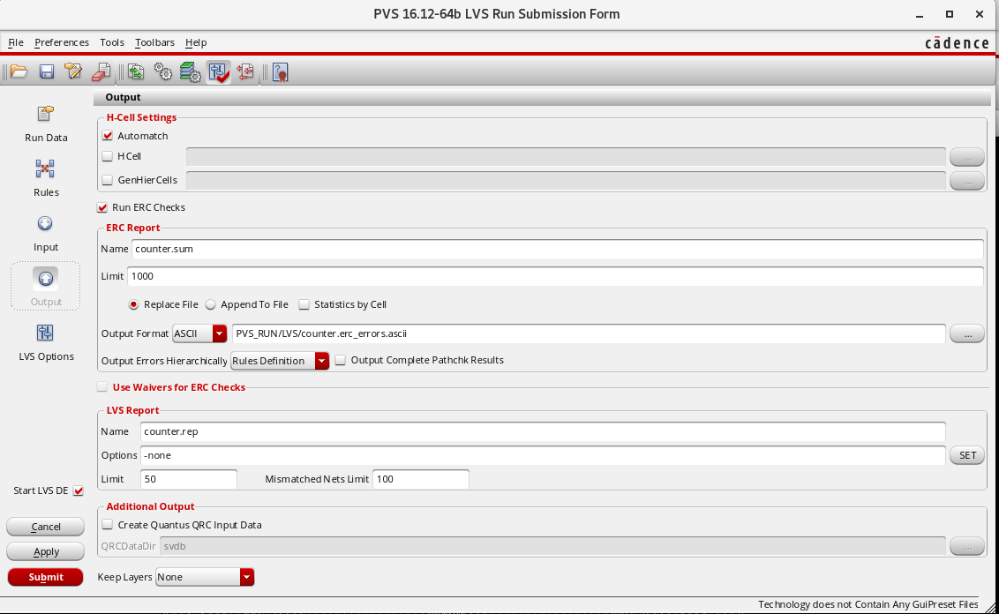 PVS 16.12-64b LVS Run Submission Form
File Preferences Tools Toolbars Help
cādence
Output
Run Data
Rules
Input
Output
LVS Options
H-Cell Settings
Automatch
HCell ...
GenHierCells ...
Run ERC Checks
ERC Report
Name counter.sum
Limit 1000
Replace File Append To File Statistics by Cell
Output Format ASCII PVS_RUN/LVS/counter.erc_errors.ascii ...
Output Errors Hierarchically Rules Definition Output Complete Pathchk Results
Use Waivers for ERC Checks
LVS Report
Name counter.rep
Options -none SET
Limit 50 Mismatched Nets Limit 100
Start LVS DE
Additional Output
Create Quantus QRC Input Data
QRCDataDir svdb ...
Keep Layers None
Cancel
Apply
Submit
Technology does not Contain Any GuiPreset Files